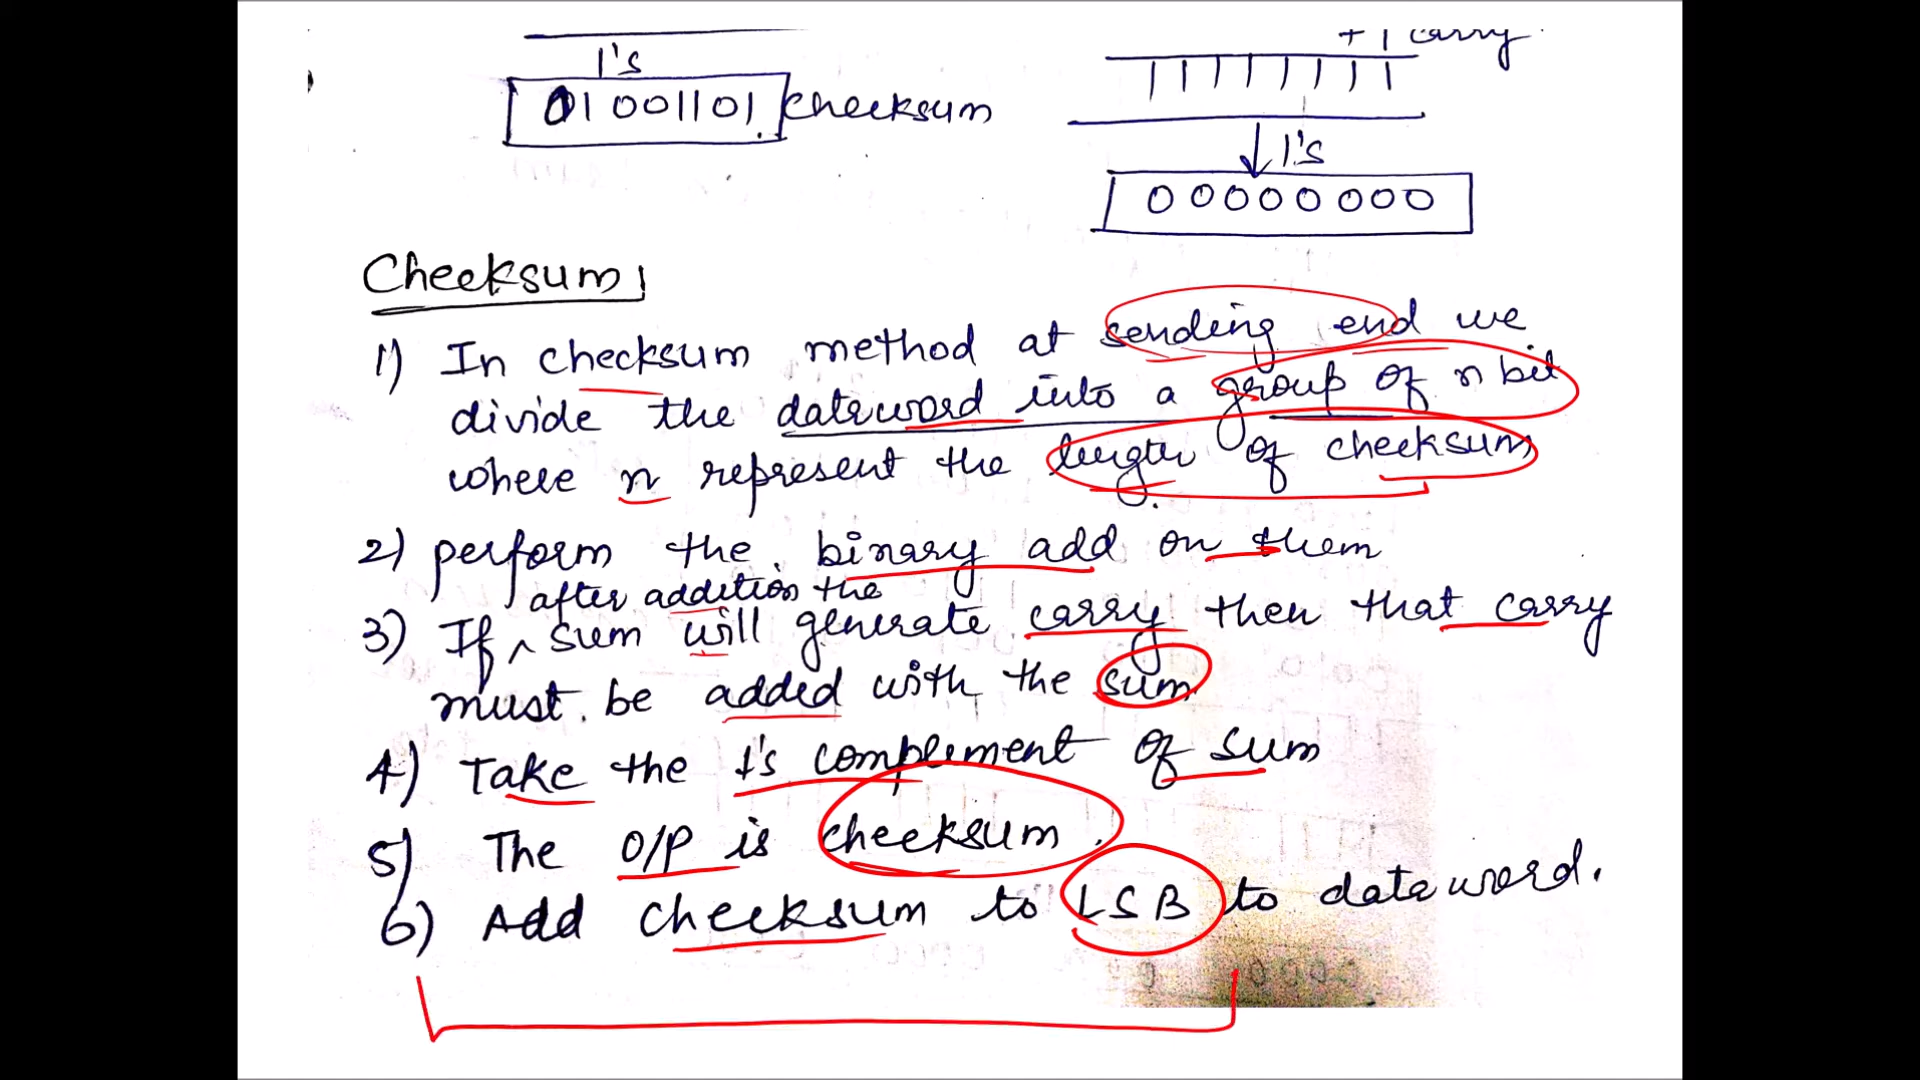 + 1 carry
1's
01001101 checksum
11111111
1's
00000000
Checksum
1) In checksum method at sending end we
divide the dataword into a group of n bit
where n represent the length of checksum
2) perform the binary add on them
after addition the
3) If ^ sum will generate carry then that carry
must be added with the sum
4) Take the 1's complement of sum
5) The O/P is checksum.
6) Add checksum to LSB to dataword.